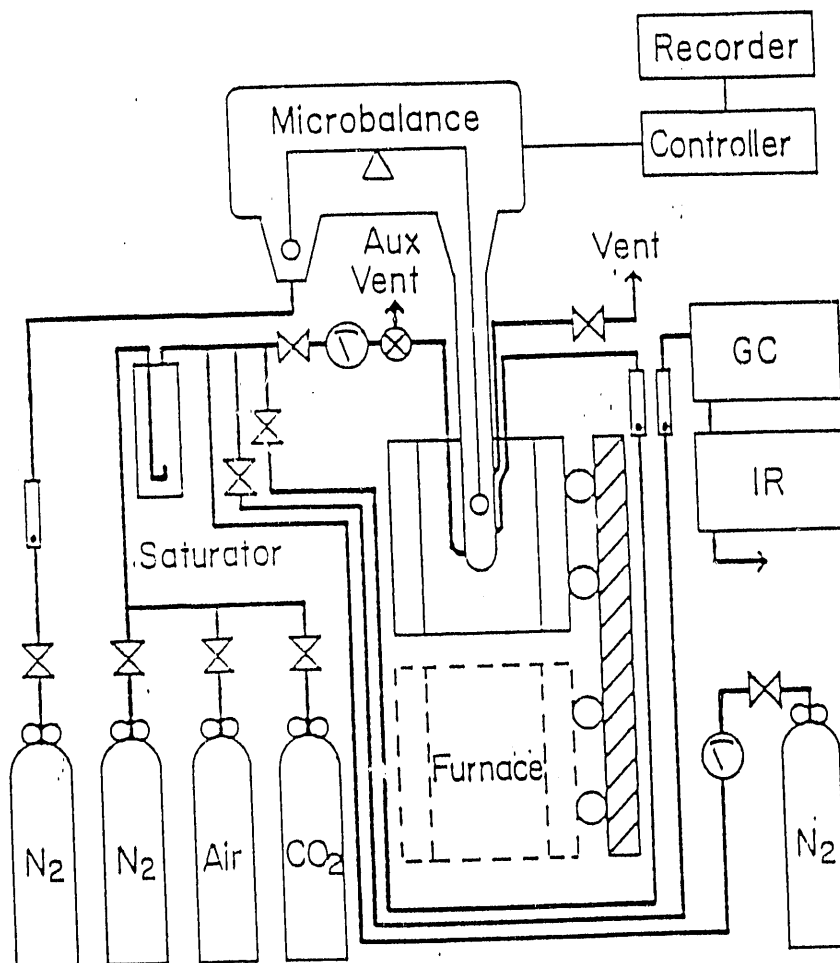 Recorder
Microbalance
Controller
Aux
Vent
Vent
GC
IR
Saturator
Furnace
N2
N2
Air
CO2
N2